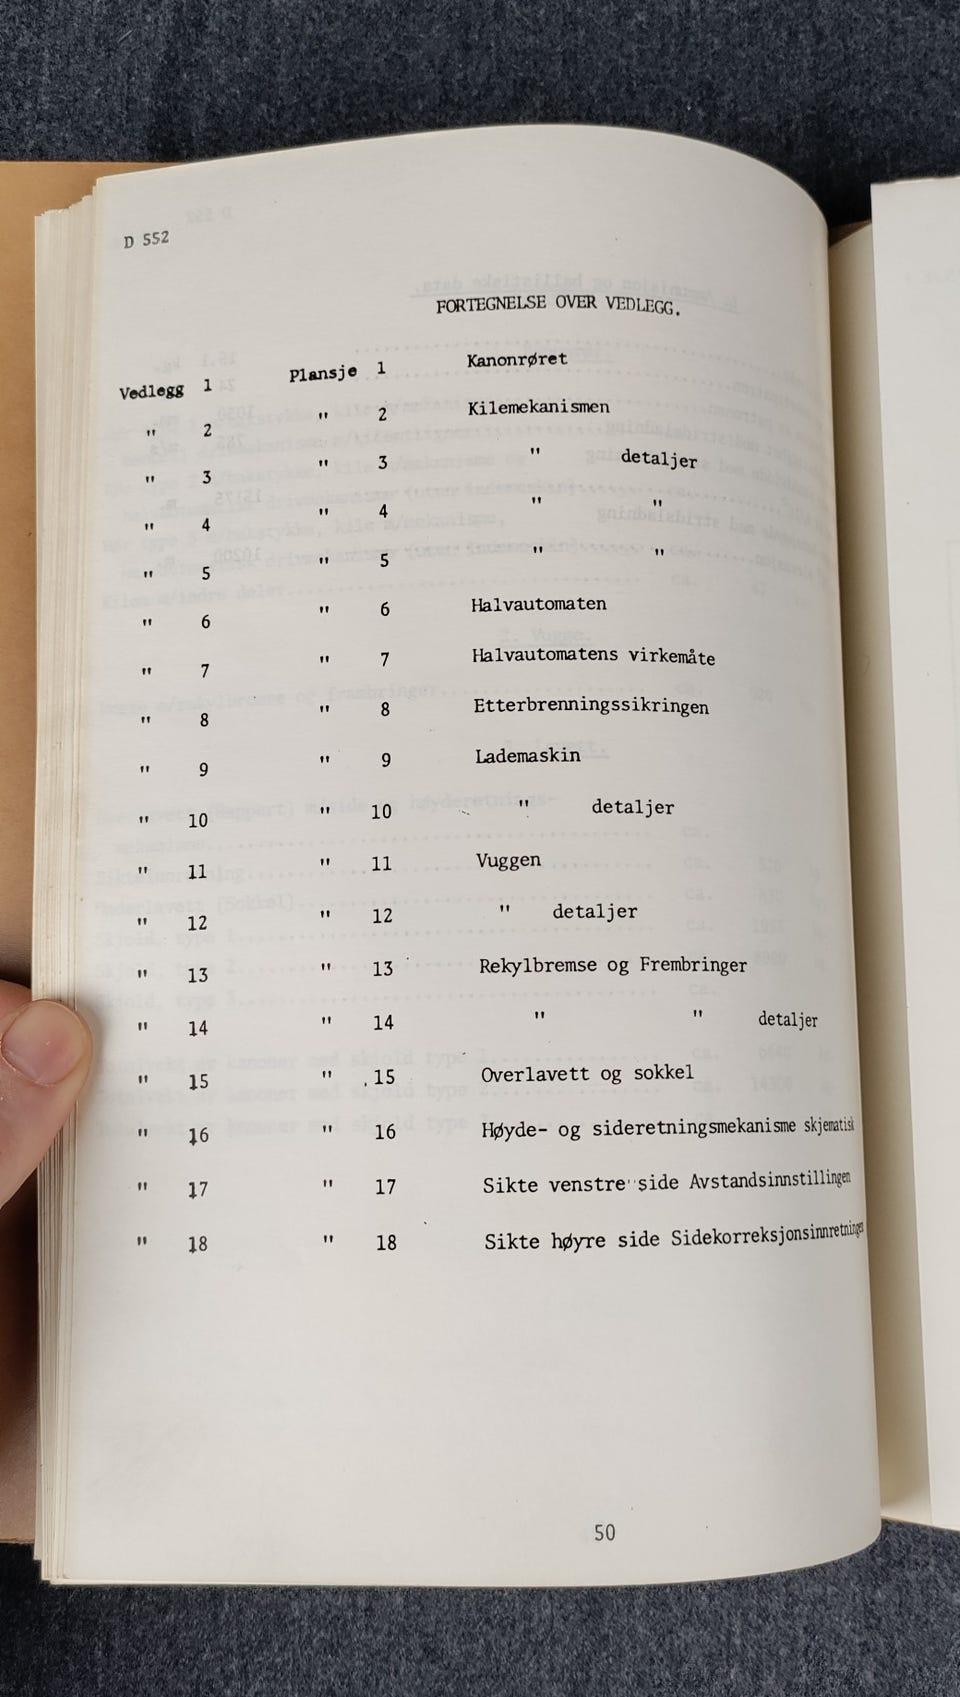 D 552
FORTEGNELSE OVER VEDLEGG.
Vedlegg 1 Plansje 1 Kanonrøret
" 2 " 2 Kilemekanismen
" 3 " 3 " detaljer
" 4 " 4 " "
" 5 " 5 " "
" 6 " 6 Halvautomaten
" 7 " 7 Halvautomatens virkemåte
" 8 " 8 Etterbrenningssikringen
" 9 " 9 Lademaskin
" 10 " 10 " detaljer
" 11 " 11 Vuggen
" 12 " 12 " detaljer
" 13 " 13 Rekylbremse og Frembringer
" 14 " 14 " " detaljer
" 15 " 15 Overlavett og sokkel
" 16 " 16 Høyde- og sideretningsmekanisme skjematisk
" 17 " 17 Sikte venstre side Avstandsinnstillingen
" 18 " 18 Sikte høyre side Sidekorreksjonsinnretningen
50